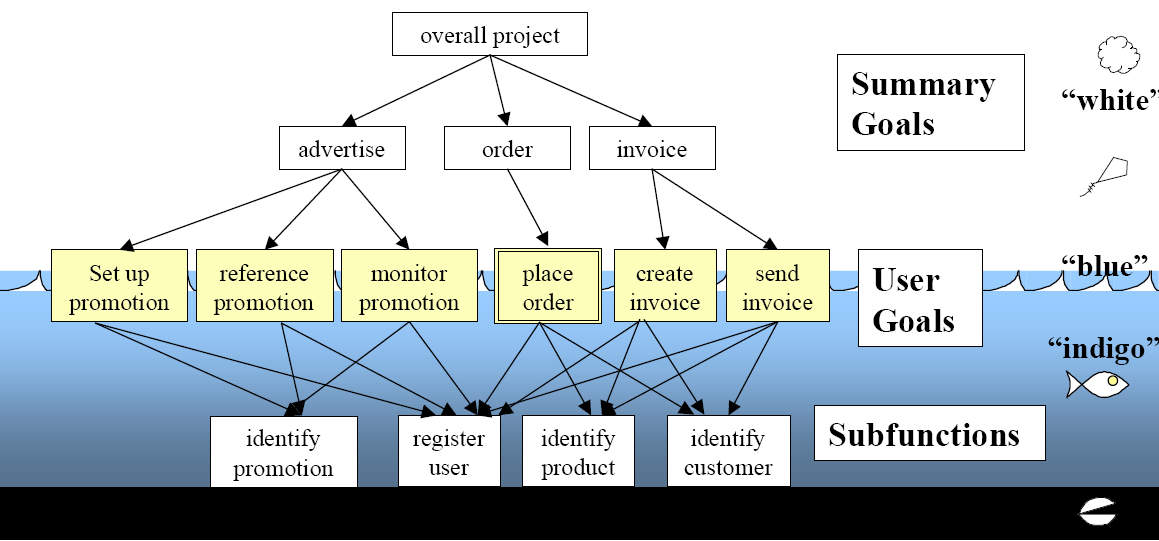 overall project
Summary
Goals
“white”
advertise
order
invoice
Set up
promotion
reference
promotion
monitor
promotion
place
order
create
invoice
send
invoice
User
Goals
“blue”
“indigo”
identify
promotion
register
user
identify
product
identify
customer
Subfunctions